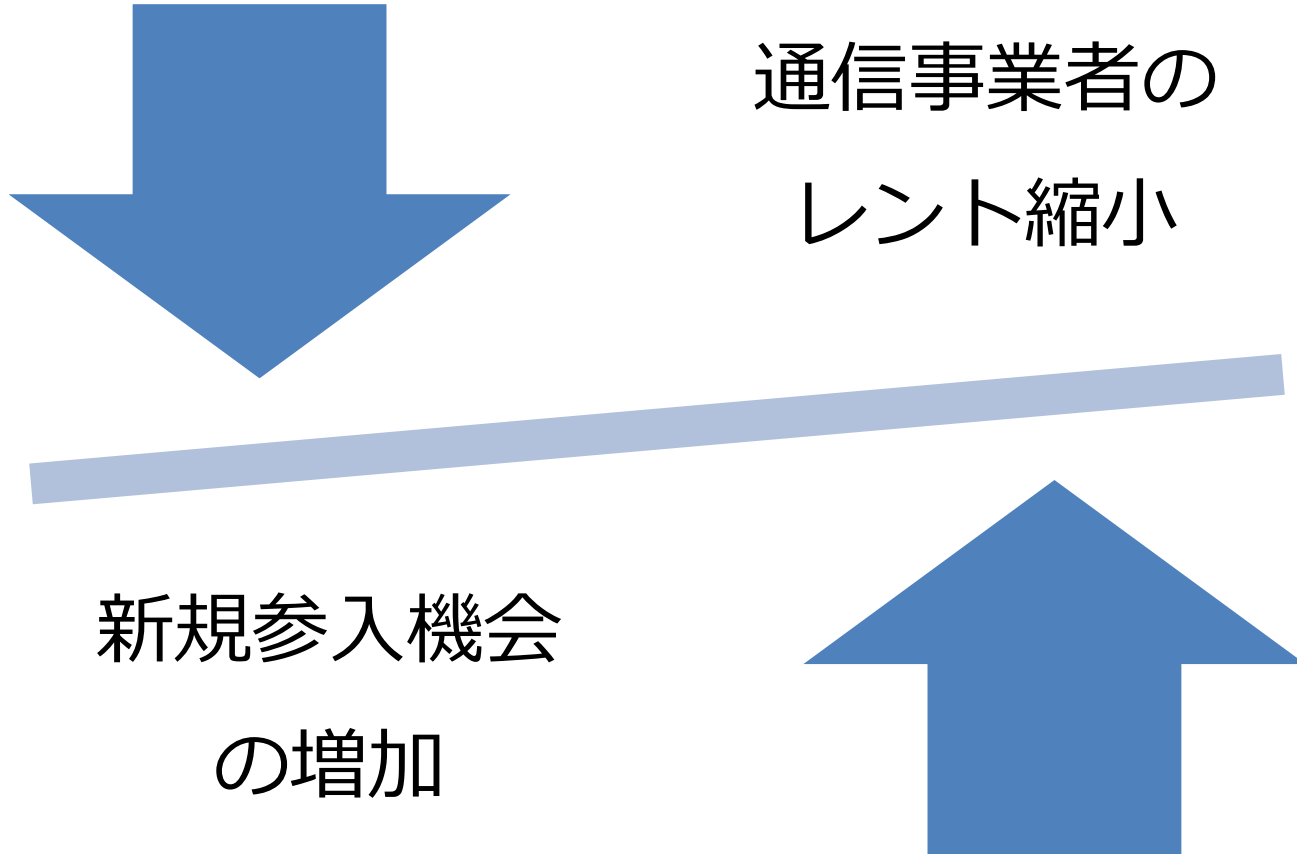 通信事業者の
レント縮小
新規参入機会
の増加